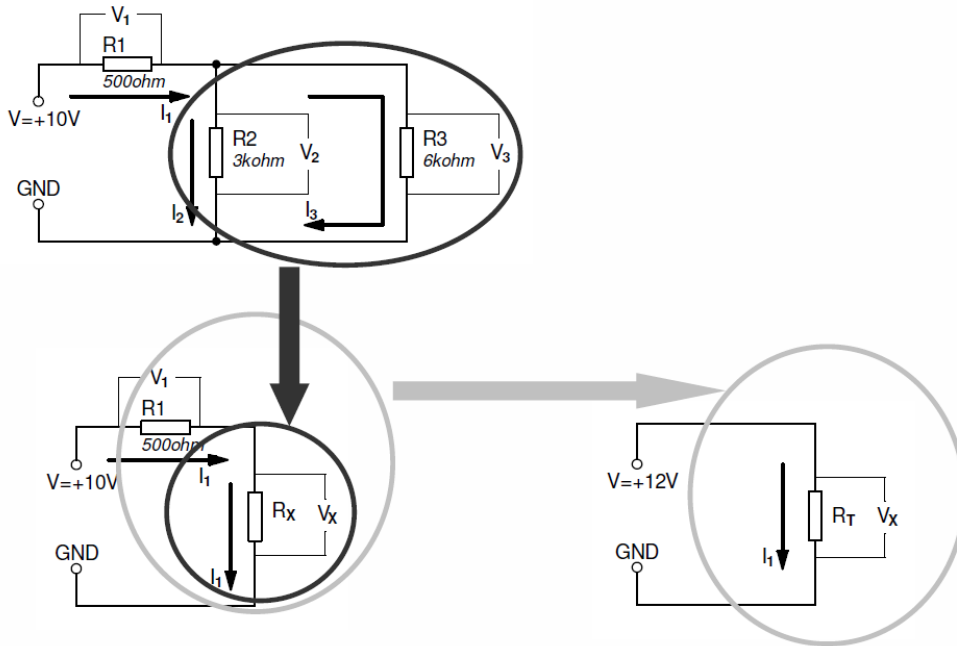 V1
R1
500ohm
I1
V=+10V
R2
3kohm
V2
R3
6kohm
V3
GND
I2
I3
V1
R1
500ohm
I1
V=+10V
RX
VX
GND
I1
V=+12V
RT
VX
GND
I1